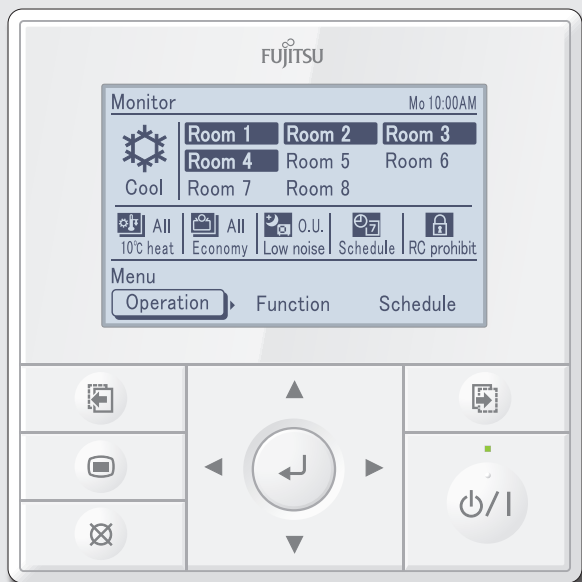 FUJITSU
Monitor Mo 10:00AM
Room 1 Room 2 Room 3
Cool Room 4 Room 5 Room 6
Room 7 Room 8
All All O.U. 7
10℃ heat Economy Low noise Schedule RC prohibit
Menu
Operation Function Schedule